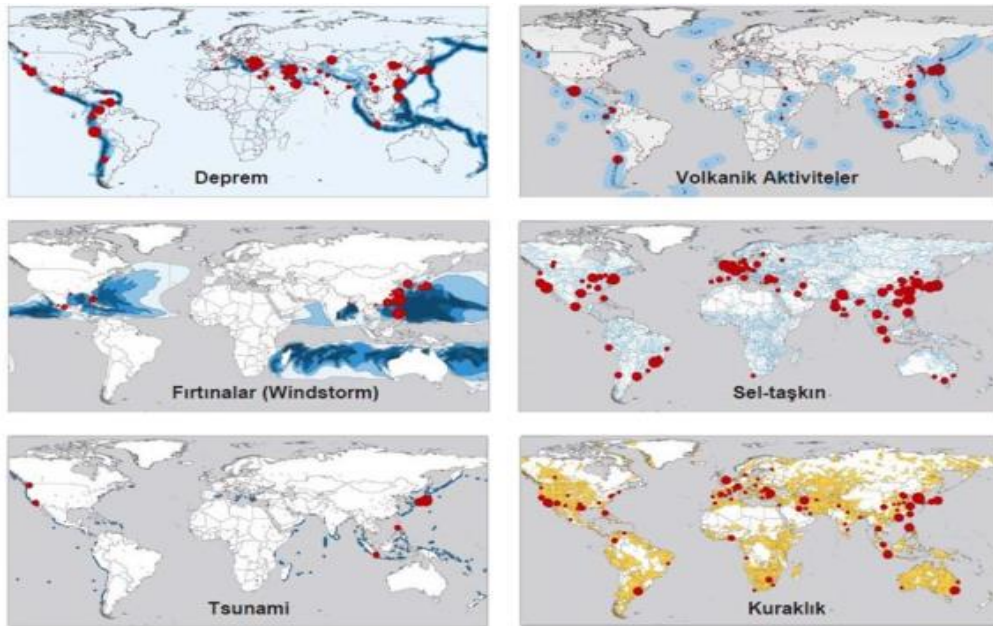 Deprem
Volkanik Aktiviteler
Fırtınalar (Windstorm)
Sel-taşkın
Tsunami
Kuraklık